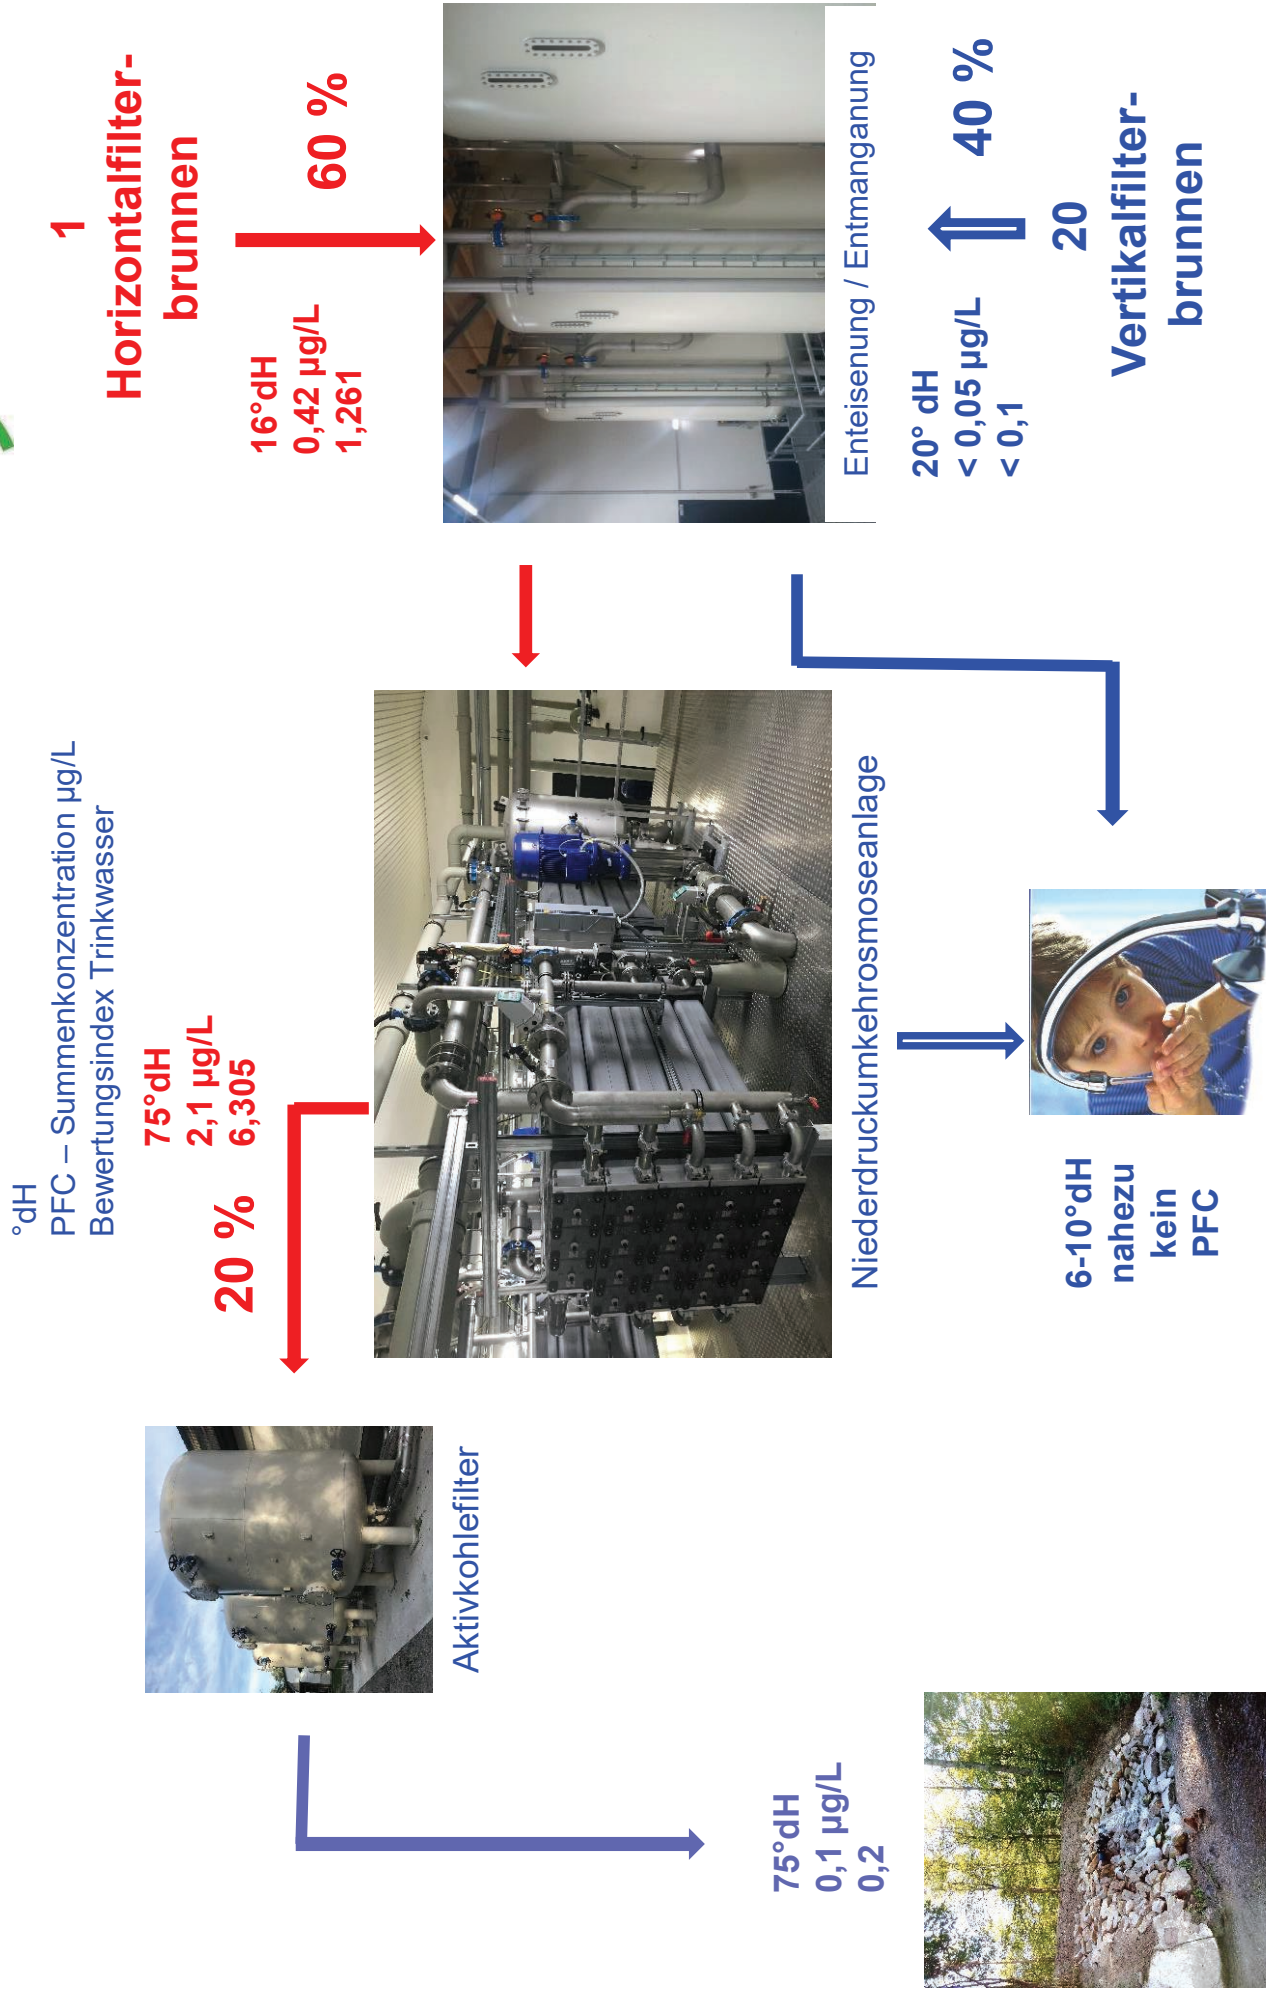 °dH
PFC – Summenkonzentration µg/L
Bewertungsindex Trinkwasser
1
Horizontalfilter-
brunnen
60 %
16°dH
0,42 µg/L
1,261
Enteisenung / Entmanganung
20° dH
< 0,05 µg/L
< 0,1
40 %
20
Vertikalfilter-
brunnen
75°dH
2,1 µg/L
6,305
20 %
Niederdruckumkehrosmoseanlage
6-10°dH
nahezu
kein
PFC
Aktivkohlefilter
75°dH
0,1 µg/L
0,2